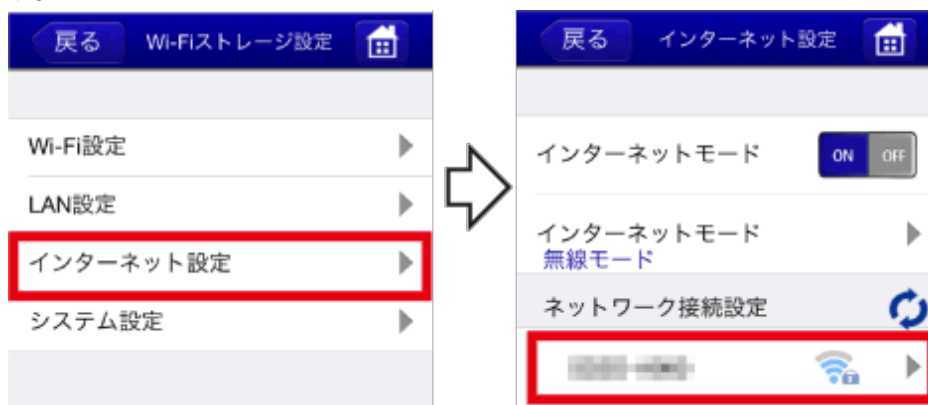 戻る Wi-Fiストレージ設定
Wi-Fi設定
LAN設定
インターネット設定
システム設定
戻る インターネット設定
インターネットモード ON OFF
インターネットモード
無線モード
ネットワーク接続設定